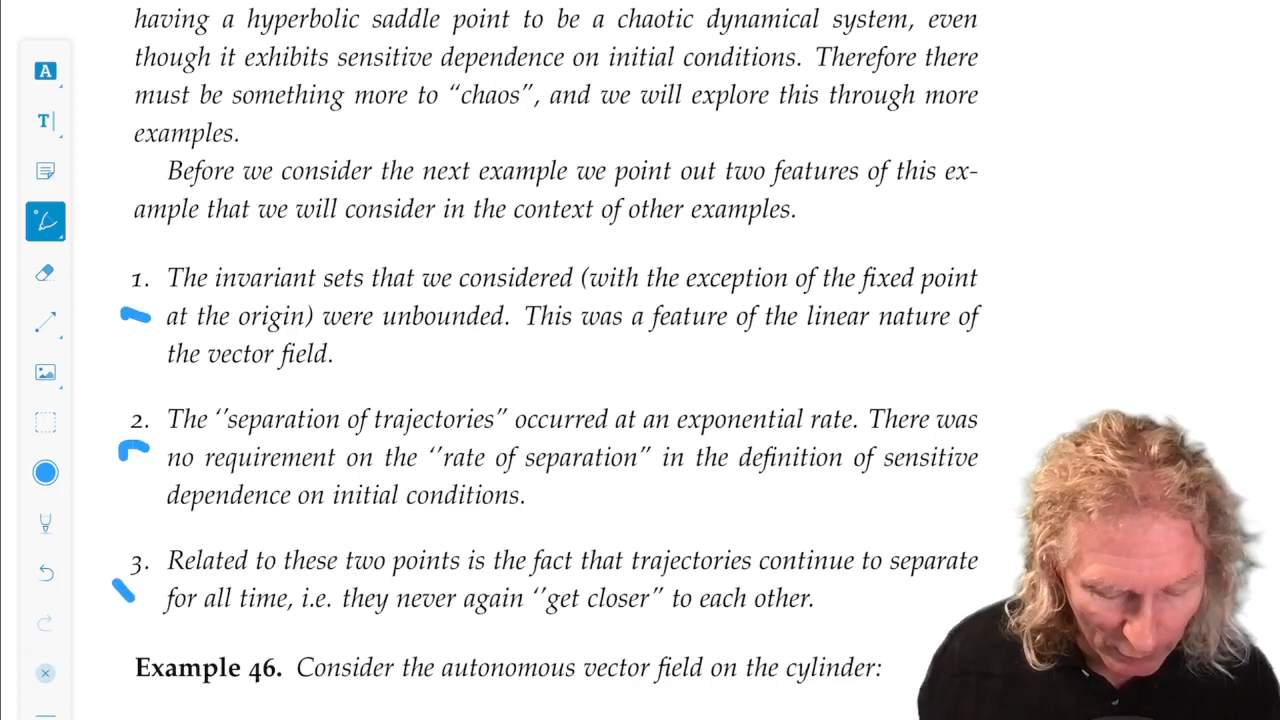 having a hyperbolic saddle point to be a chaotic dynamical system, even
though it exhibits sensitive dependence on initial conditions. Therefore there
must be something more to “chaos”, and we will explore this through more
examples.
Before we consider the next example we point out two features of this ex-
ample that we will consider in the context of other examples.
1. The invariant sets that we considered (with the exception of the fixed point
at the origin) were unbounded. This was a feature of the linear nature of
the vector field.
2. The ‘’separation of trajectories” occurred at an exponential rate. There was
no requirement on the ‘’rate of separation” in the definition of sensitive
dependence on initial conditions.
3. Related to these two points is the fact that trajectories continue to separate
for all time, i.e. they never again ‘’get closer” to each other.
Example 46. Consider the autonomous vector field on the cylinder:
A
T